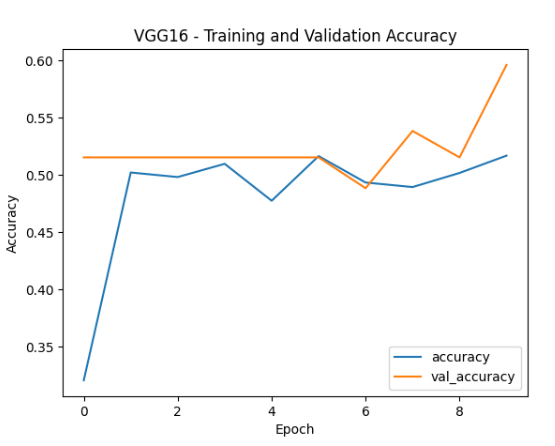 VGG16 - Training and Validation Accuracy
0.60
0.55
0.50
0.45
0.40
0.35
Accuracy
accuracy
val_accuracy
0 2 4 6 8
Epoch